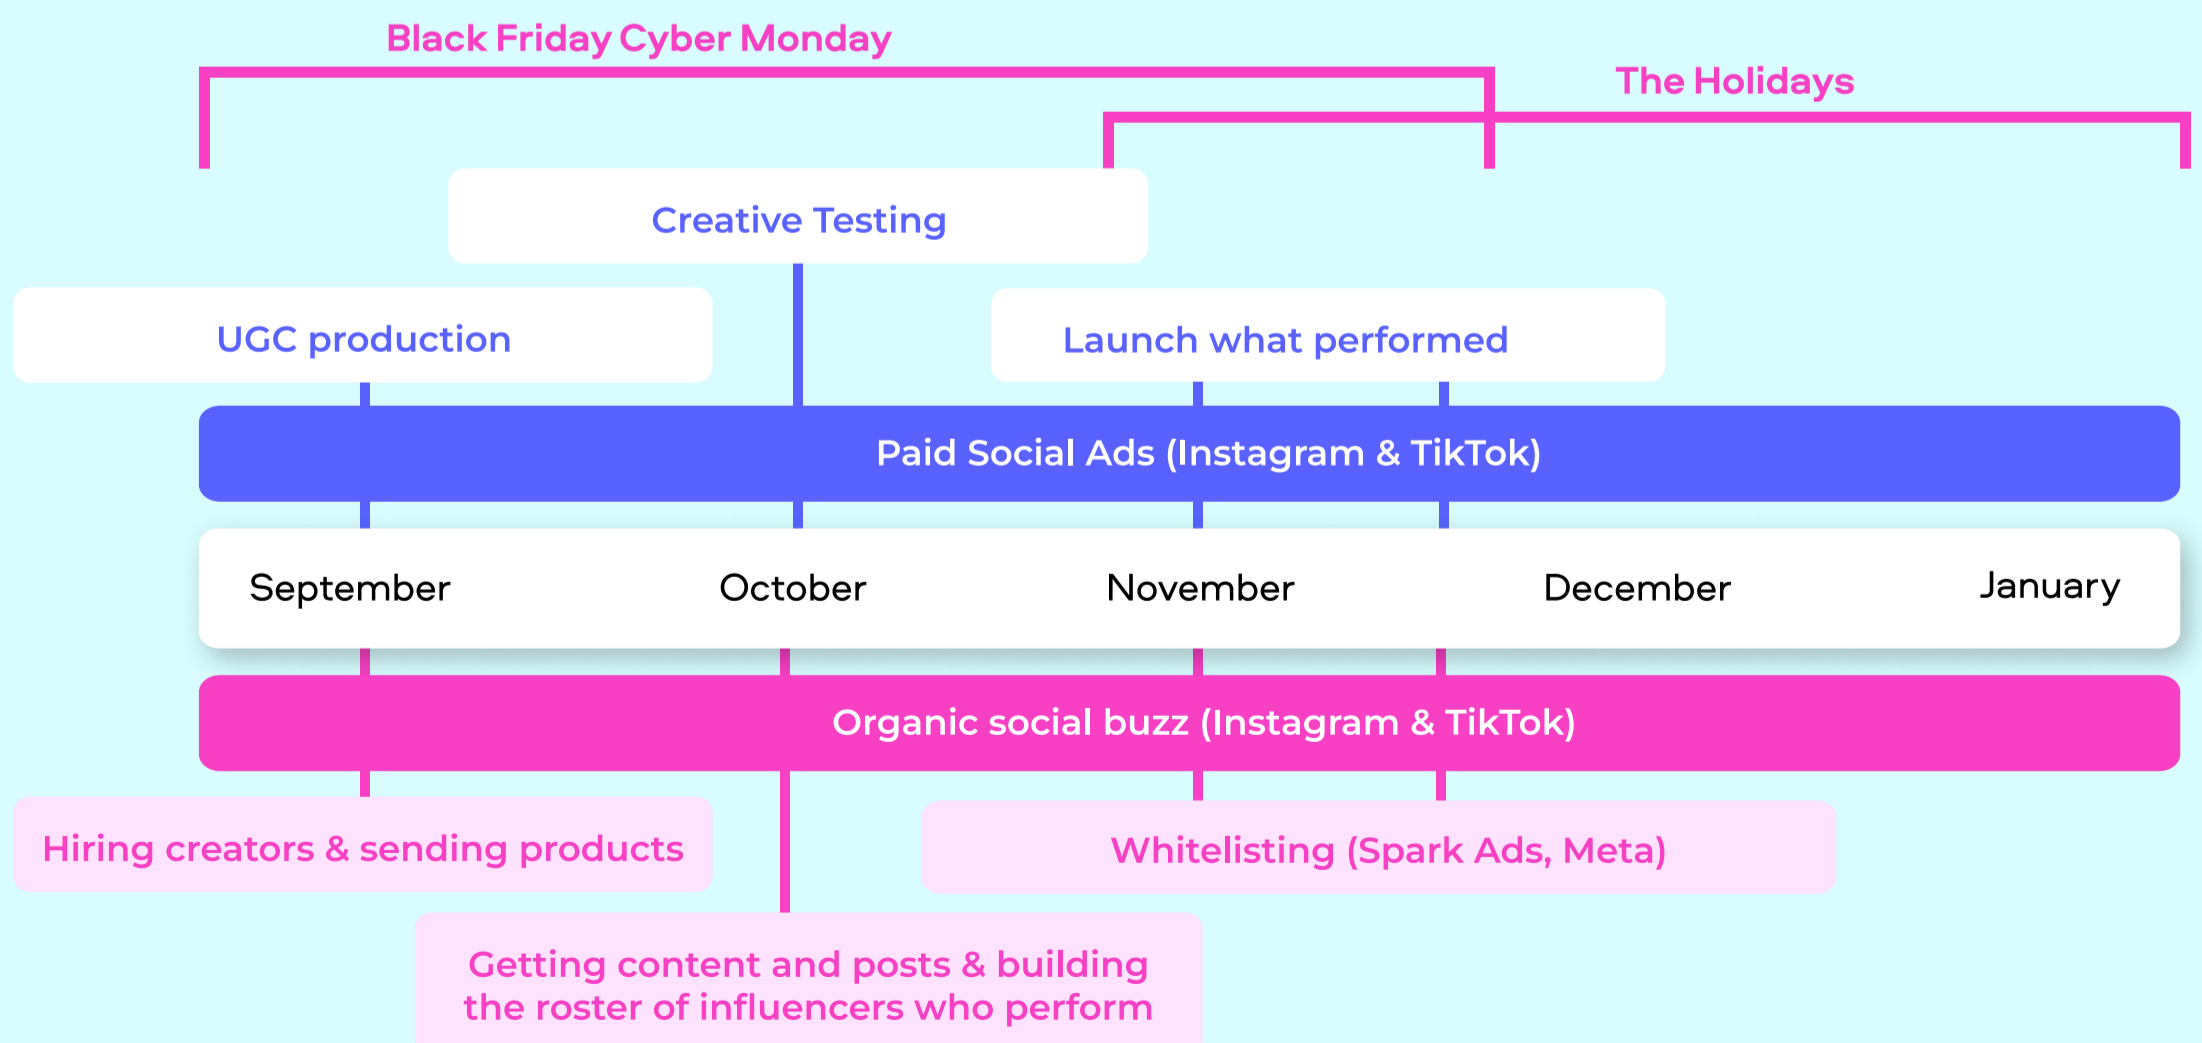 Black Friday Cyber Monday
The Holidays
Creative Testing
UGC production
Launch what performed
Paid Social Ads (Instagram & TikTok)
September
October
November
December
January
Organic social buzz (Instagram & TikTok)
Hiring creators & sending products
Whitelisting (Spark Ads, Meta)
Getting content and posts & building
the roster of influencers who perform